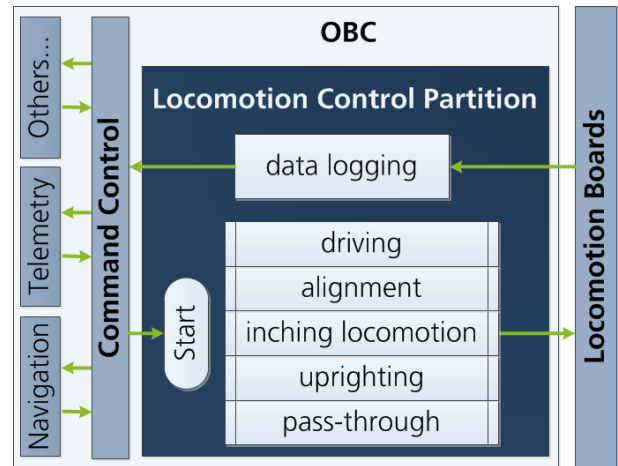 OBC
Others...
Telemetry
Navigation
Command Control
Locomotion Control Partition
data logging
Start
driving
alignment
inching locomotion
uprighting
pass-through
Locomotion Boards